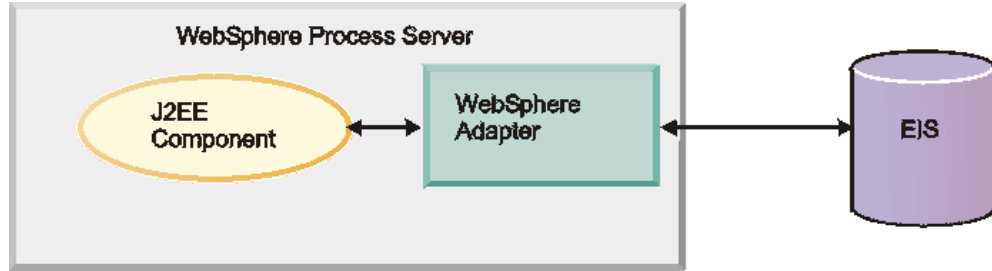 WebSphere Process Server
J2EE
Component
WebSphere
Adapter
EIS